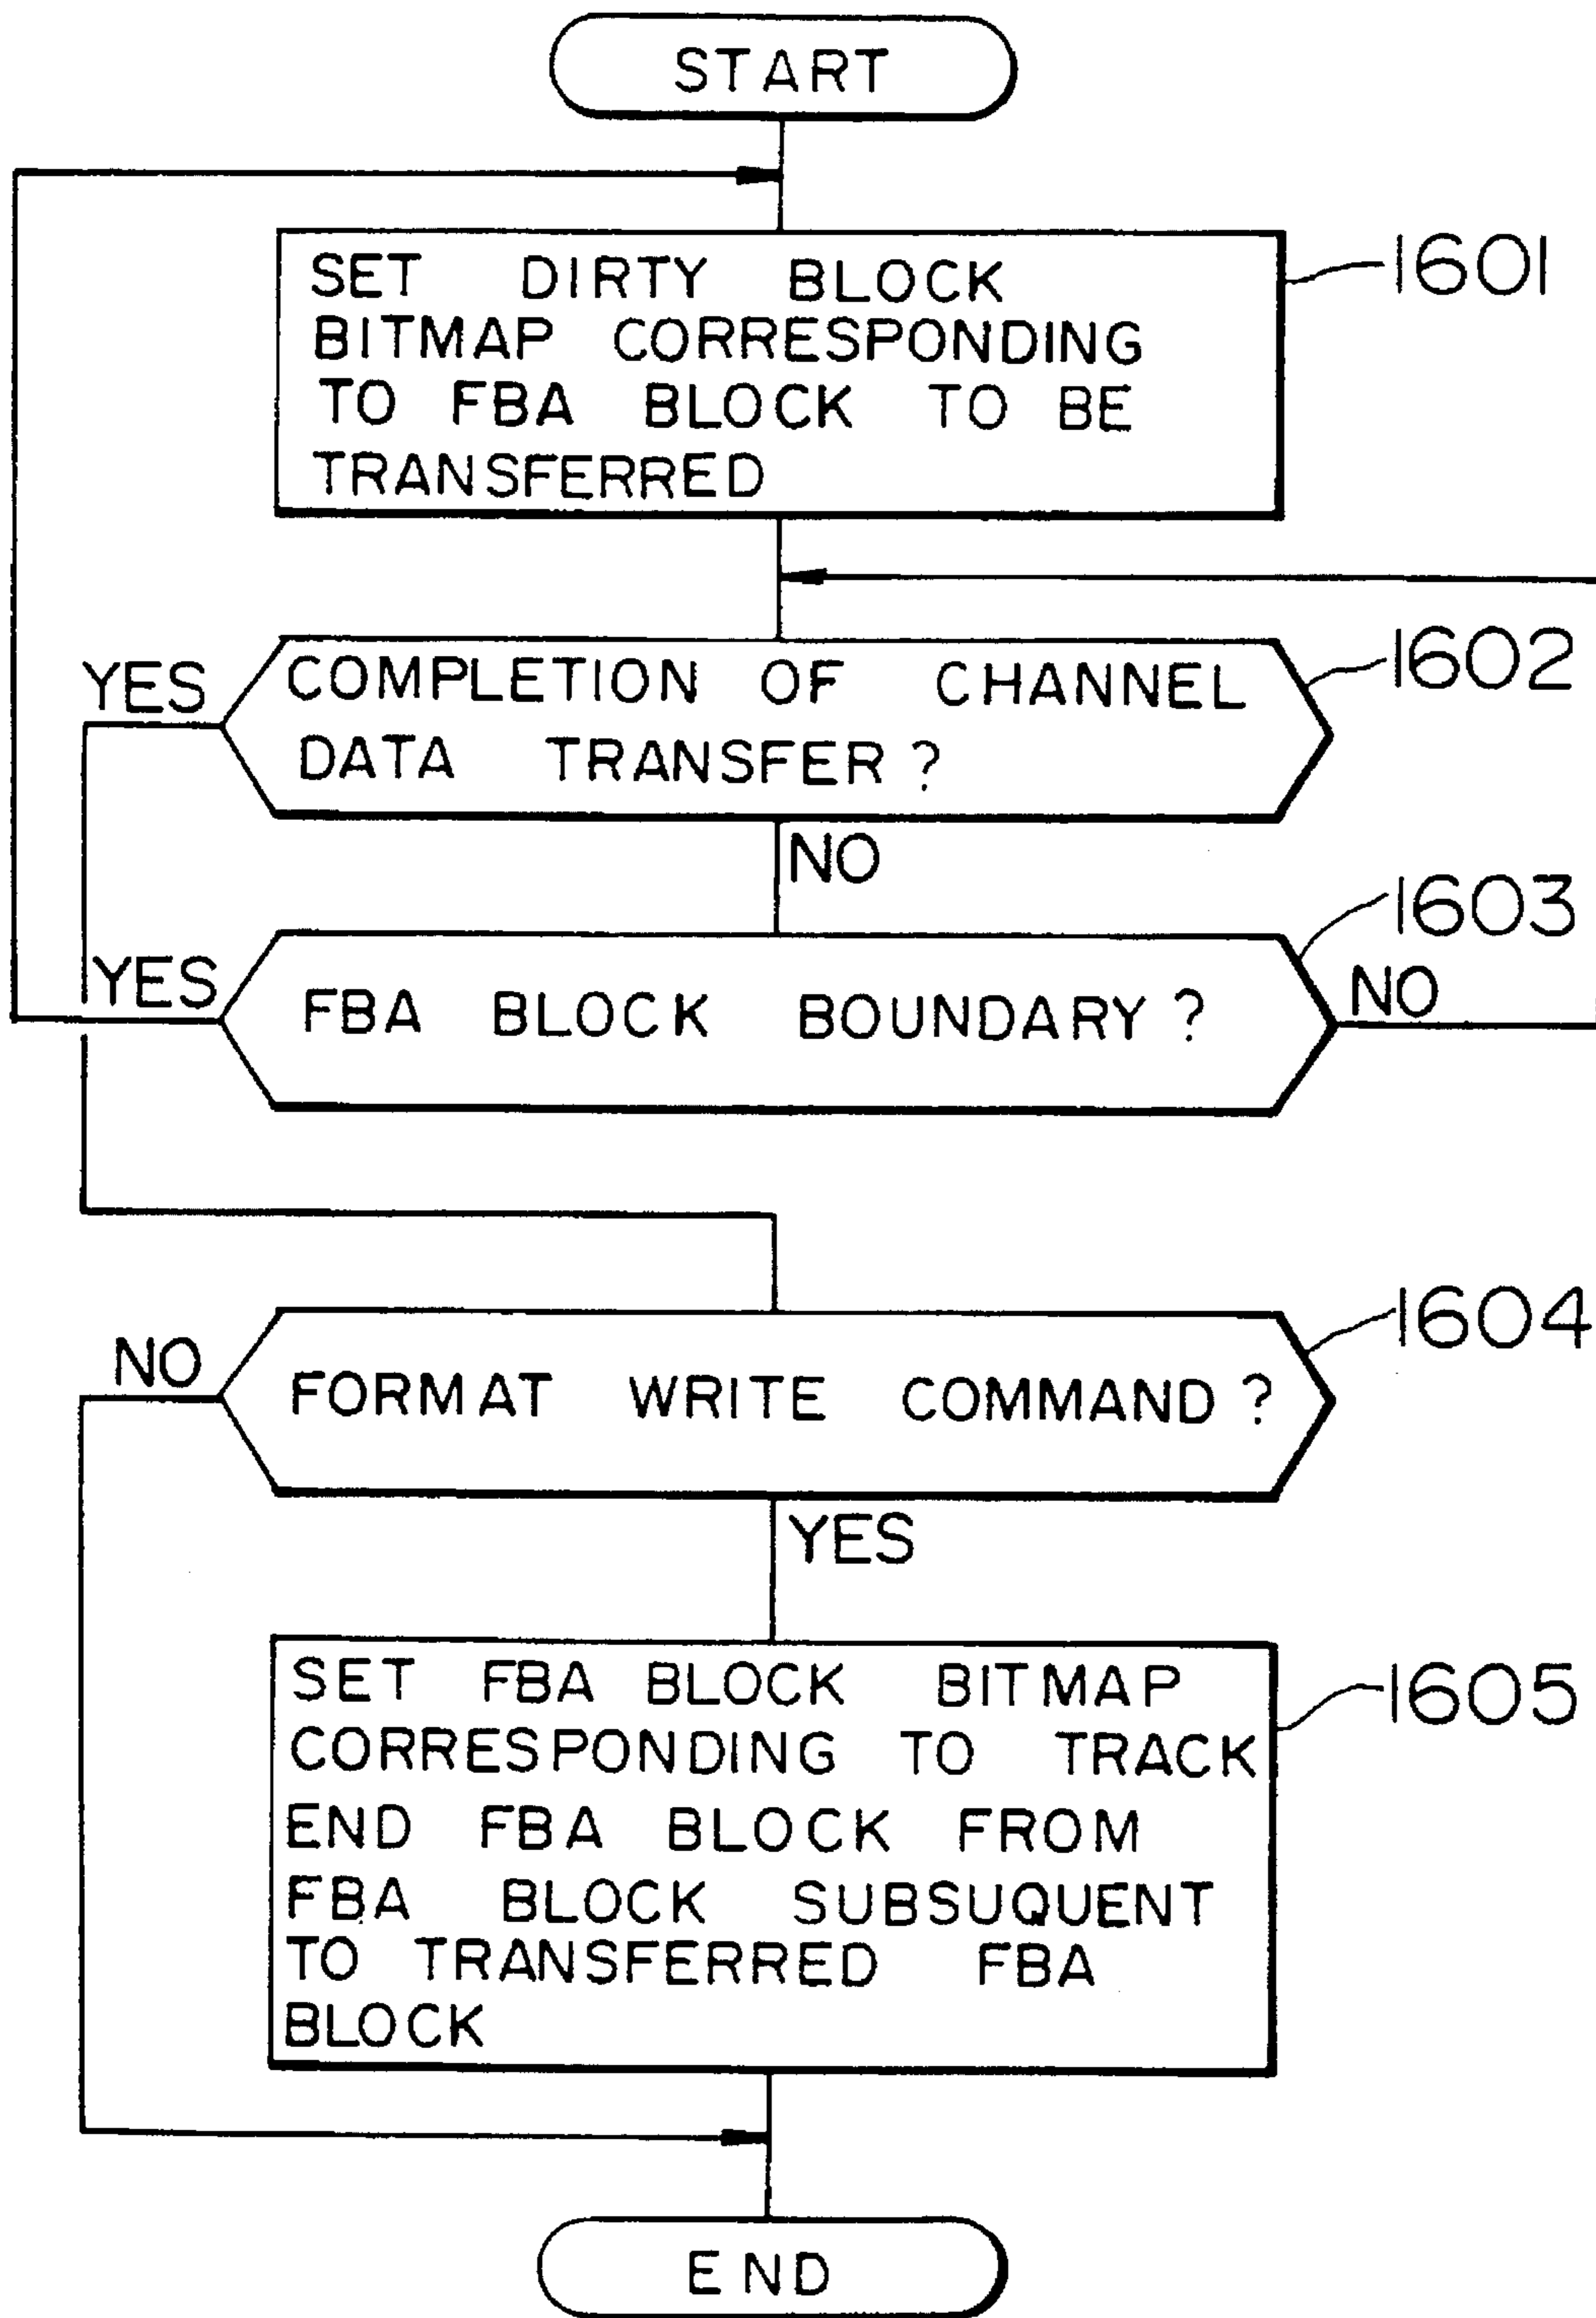 START
SET DIRTY BLOCK
BITMAP CORRESPONDING
TO FBA BLOCK TO BE
TRANSFERRED
1601
COMPLETION OF CHANNEL
DATA TRANSFER ?
1602
YES
NO
FBA BLOCK BOUNDARY ?
1603
YES
NO
FORMAT WRITE COMMAND ?
1604
NO
YES
SET FBA BLOCK BITMAP
CORRESPONDING TO TRACK
END FBA BLOCK FROM
FBA BLOCK SUBSUQUENT
TO TRANSFERRED FBA
BLOCK
1605
END